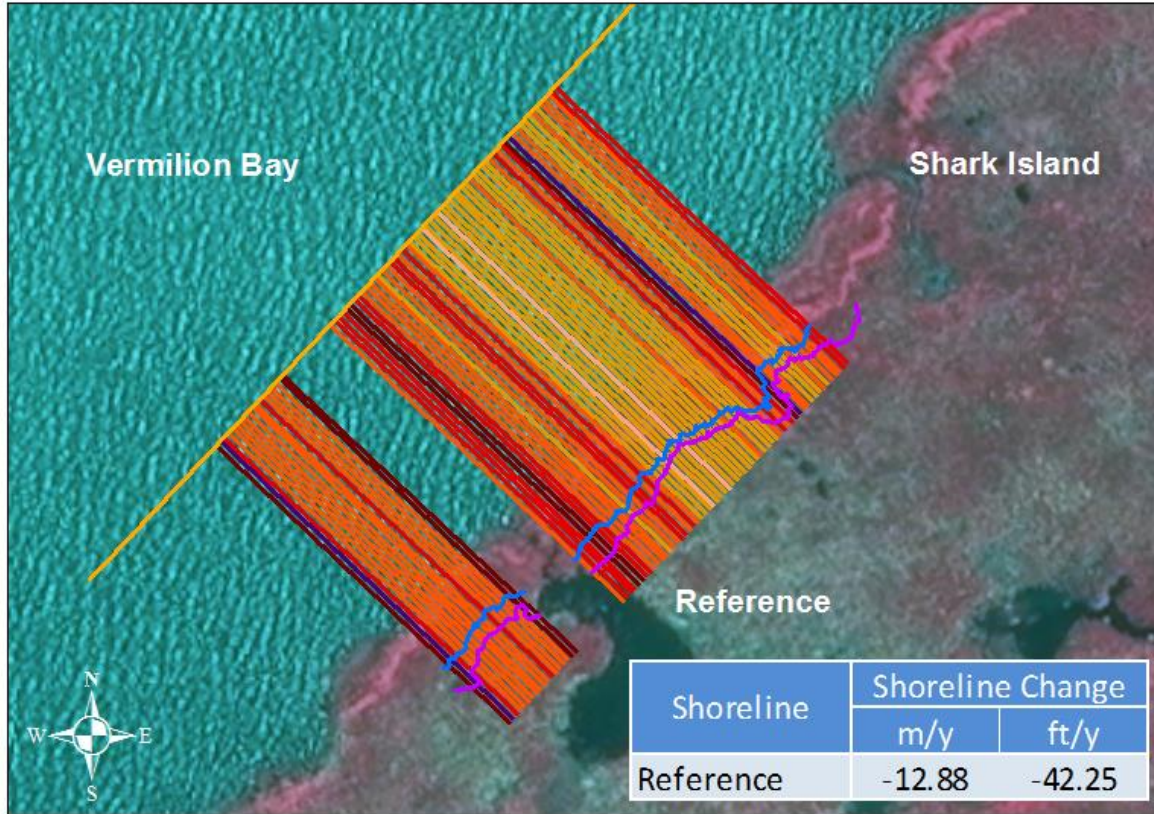 Vermilion Bay
Shark Island
Reference
N
W E
S
Shoreline Shoreline Change
m/y ft/y
Reference -12.88 -42.25